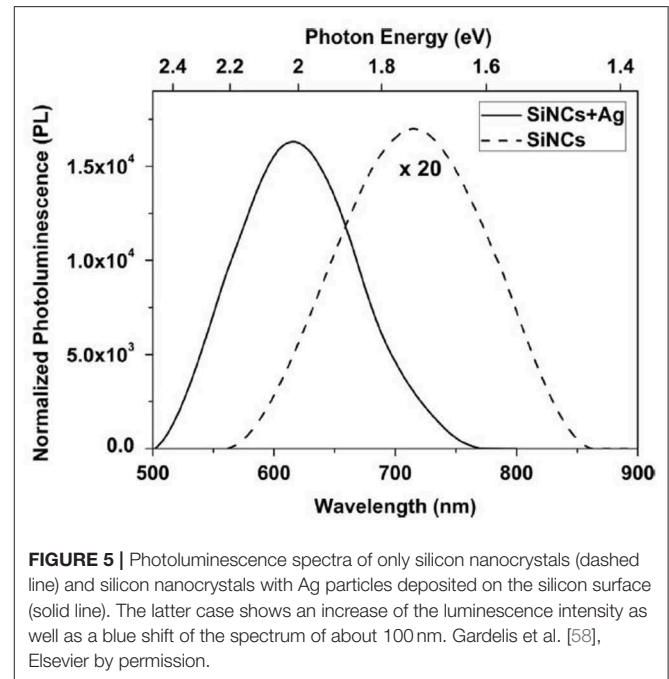 Photon Energy (eV)
2.4 2.2 2 1.8 1.6 1.4
Normalized Photoluminescence (PL)
SiNCs+Ag
SiNCs
x 20
1.5x10⁴
1.0x10⁴
5.0x10³
0.0
500 600 700 800 900
Wavelength (nm)
FIGURE 5 | Photoluminescence spectra of only silicon nanocrystals (dashed
line) and silicon nanocrystals with Ag particles deposited on the silicon surface
(solid line). The latter case shows an increase of the luminescence intensity as
well as a blue shift of the spectrum of about 100 nm. Gardelis et al. [58],
Elsevier by permission.